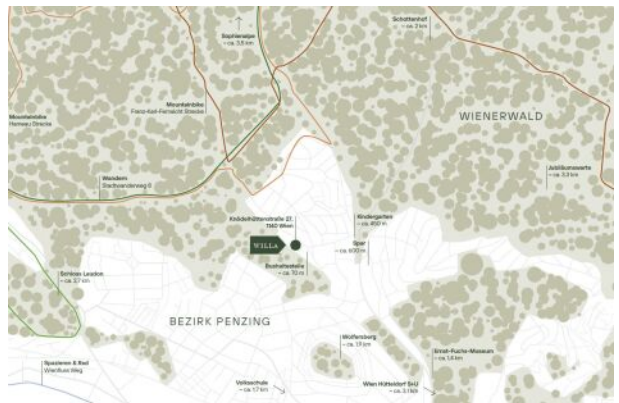 Schottenhof
– ca. 2 km
Sophienalpe
– ca. 3,5 km
Mountainbike
Franz-Karl-Fernsicht Strecke
Mountainbike
Hameau Strecke
WIENERWALD
Jubiläumswarte
– ca. 3,3 km
Wandern
Stadtwanderweg 8
Knödelhüttenstraße 27,
1140 Wien
WILLA
Kindergarten
– ca. 450 m
Spar
– ca. 600 m
Bushaltestelle
– ca. 70 m
Schloss Laudon
– ca. 2,7 km
BEZIRK PENZING
Wolfersberg
– ca. 1,9 km
Ernst-Fuchs-Museum
– ca. 1,4 km
Spazieren & Rad
Wienfluss Weg
Volksschule
– ca. 1,7 km
Wien Hütteldorf S+U
– ca. 3,1 km